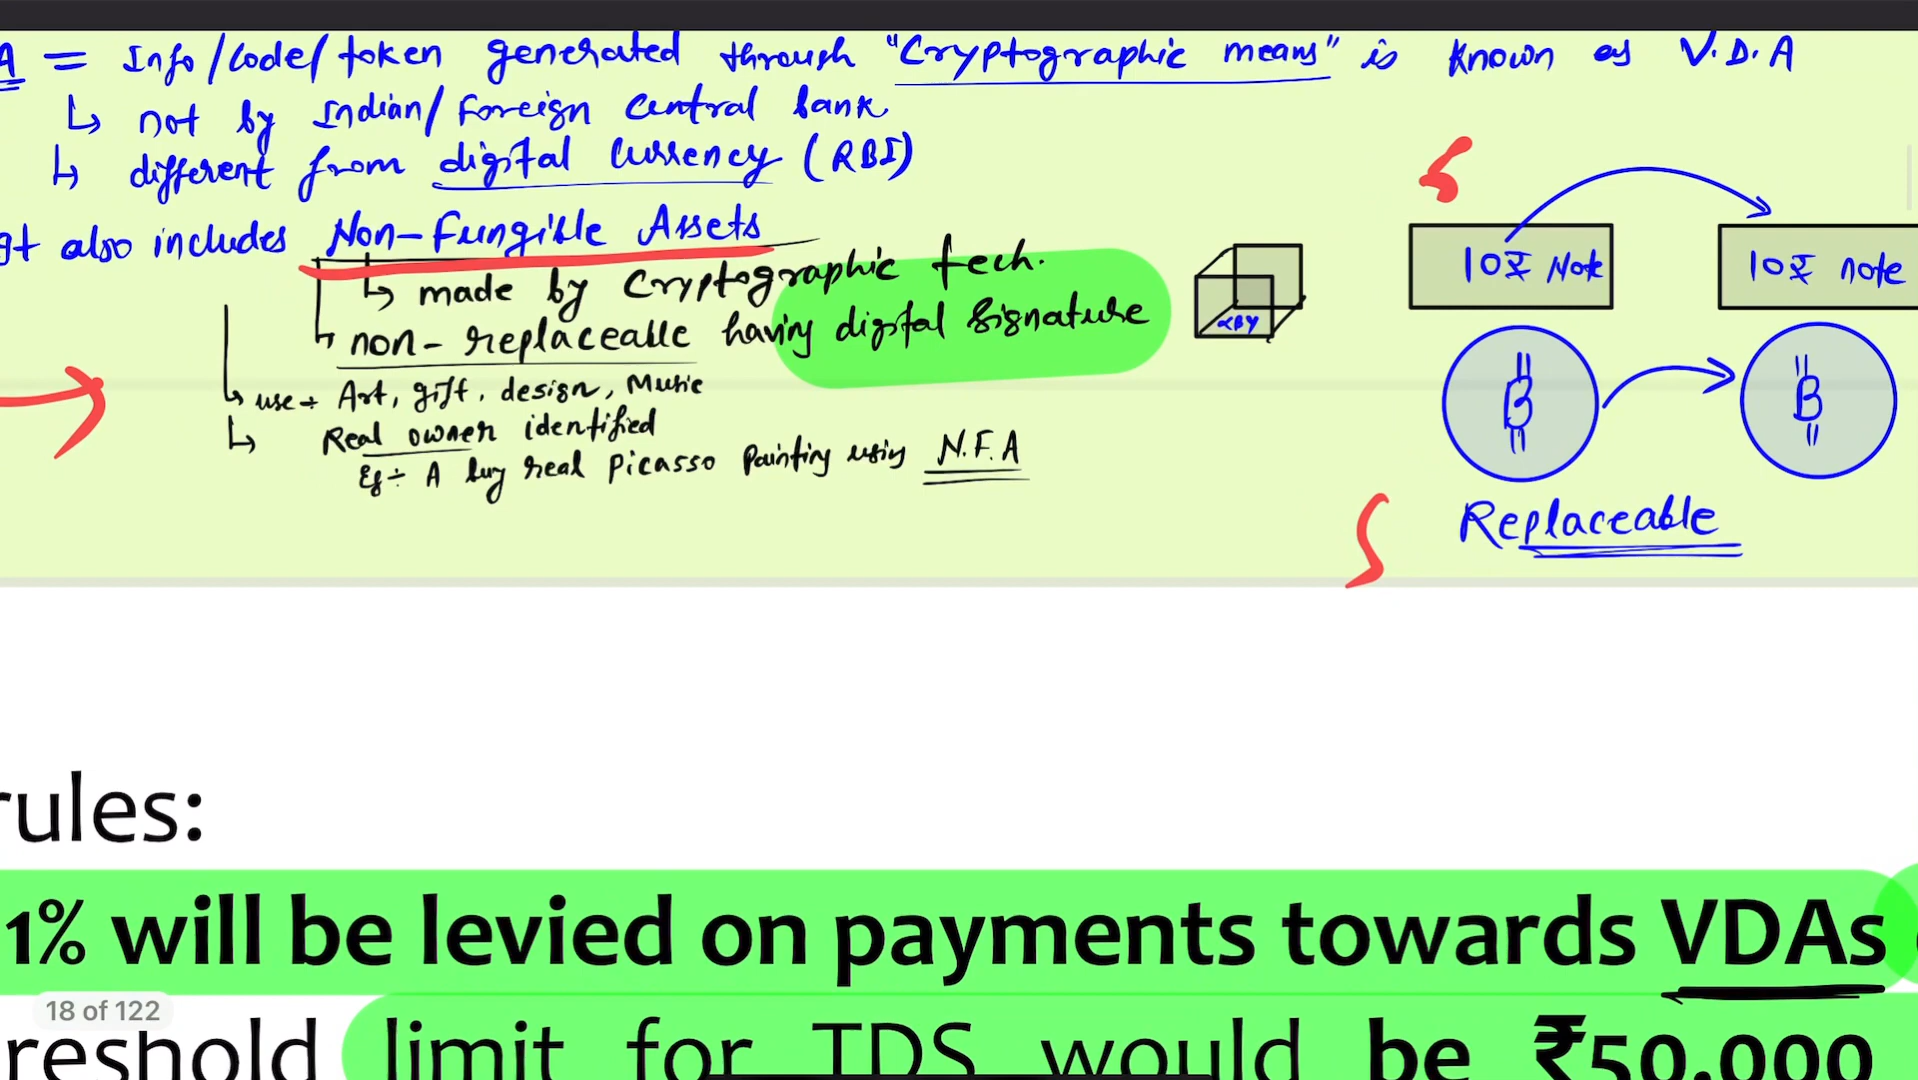 A = Info/code/token generated through "Cryptographic means" is known as V.D.A
↳ not by Indian/Foreign Central bank
↳ different from digital Currency (RBI)
It also includes Non-Fungible Assets
↳ made by Cryptographic tech.
↳ non-replaceable having digital Signature
↳ use → Art, gift, design, Music
↳ Real owner identified
Eg ÷ A buy real Picasso Painting using N.F.A
10₹ Note
10₹ note
B
B
Replaceable
rules:
1% will be levied on payments towards VDAs
18 of 122
reshold limit for TDS would be ₹50,000